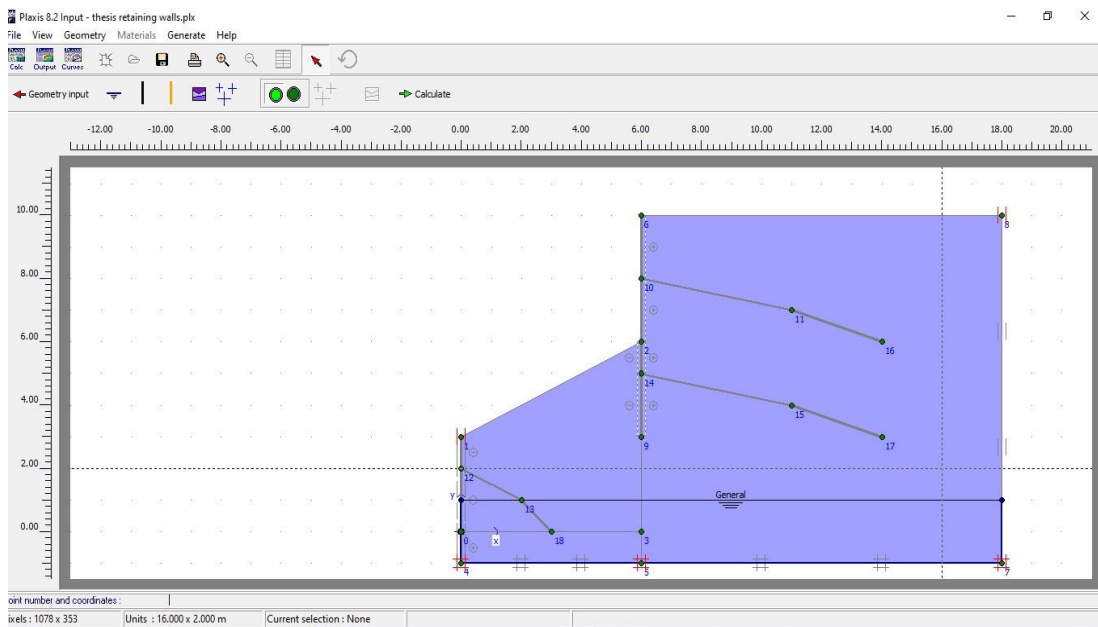 Plaxis 8.2 Input - thesis retaining walls.plx
File View Geometry Materials Generate Help
Calc Output Curves
Geometry input Calculate
-12.00 -10.00 -8.00 -6.00 -4.00 -2.00 0.00 2.00 4.00 6.00 8.00 10.00 12.00 14.00 16.00 18.00 20.00
10.00
6 8
8.00
10
11
6.00
2 16
14
4.00
15
1 9 17
2.00
12
y General
13
0.00
0 x 18 3
4 5 7
oint number and coordinates :
ixels : 1078 x 353 Units : 16.000 x 2.000 m Current selection : None